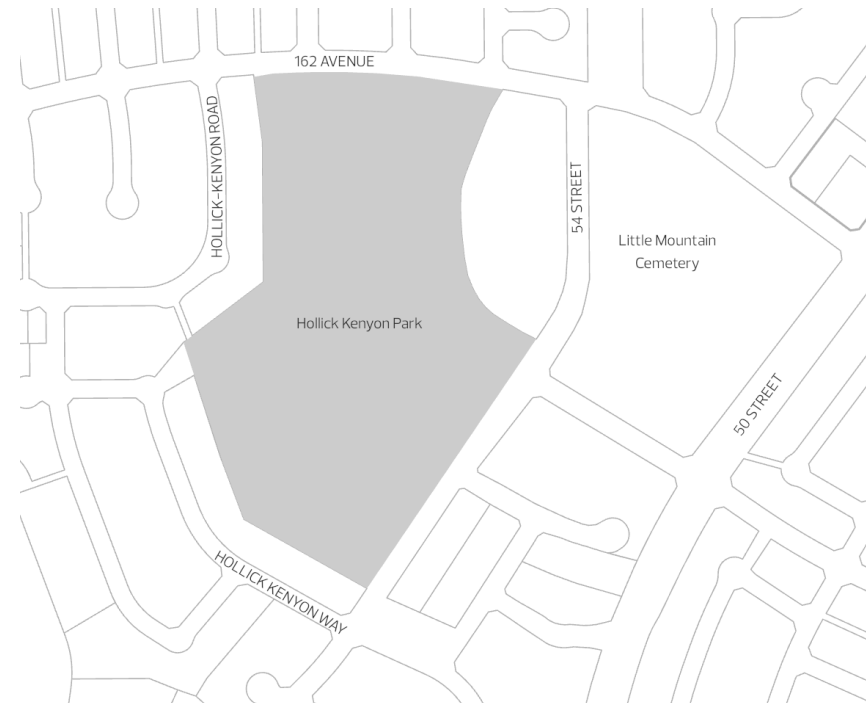 162 AVENUE
HOLLICK-KENYON ROAD
54 STREET
Little Mountain
Cemetery
Hollick Kenyon Park
50 STREET
HOLLICK KENYON WAY